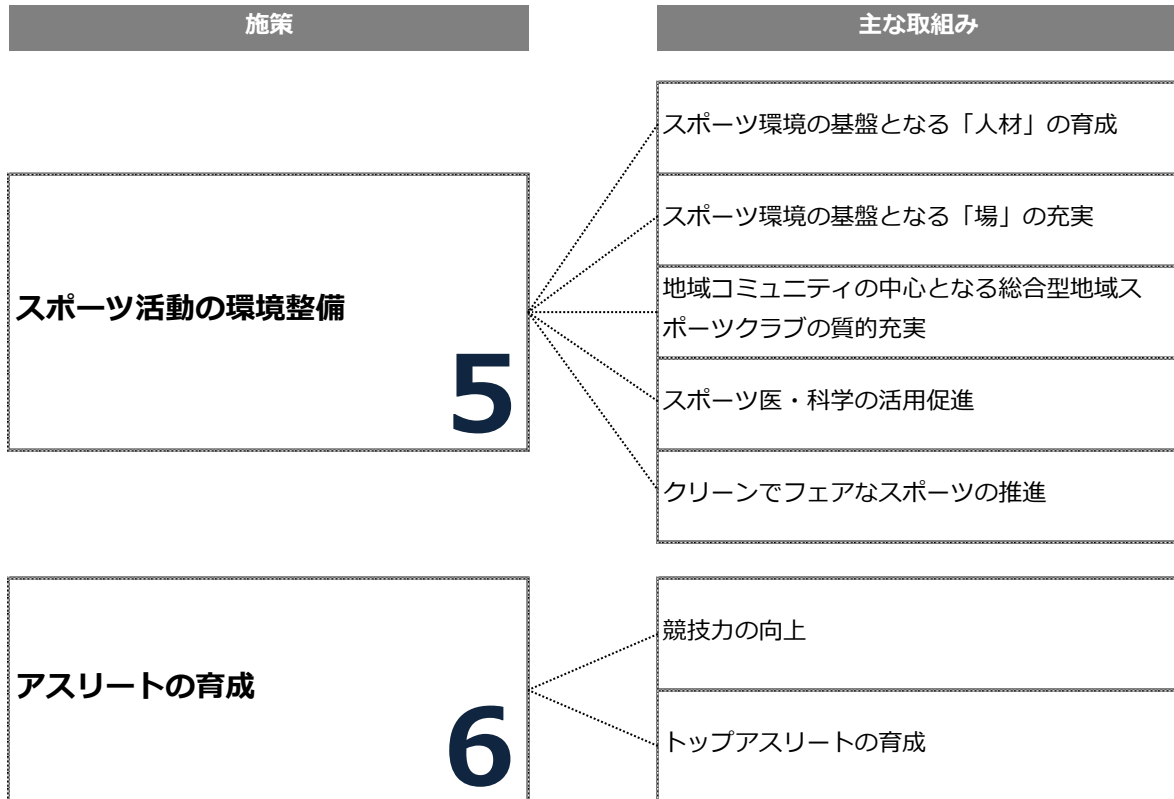 施策
主な取組み
スポーツ活動の環境整備
5
スポーツ環境の基盤となる「人材」の育成
スポーツ環境の基盤となる「場」の充実
地域コミュニティの中心となる総合型地域ス
ポーツクラブの質的充実
スポーツ医・科学の活用促進
クリーンでフェアなスポーツの推進
アスリートの育成
6
競技力の向上
トップアスリートの育成